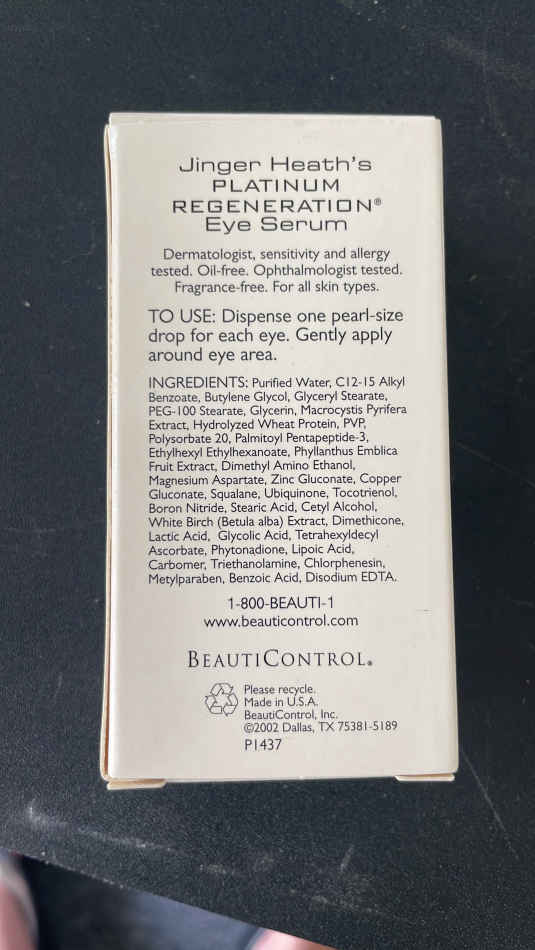 Jinger Heath's
PLATINUM
REGENERATION®
Eye Serum
Dermatologist, sensitivity and allergy
tested. Oil-free. Ophthalmologist tested.
Fragrance-free. For all skin types.
TO USE: Dispense one pearl-size
drop for each eye. Gently apply
around eye area.
INGREDIENTS: Purified Water, C12-15 Alkyl
Benzoate, Butylene Glycol, Glyceryl Stearate,
PEG-100 Stearate, Glycerin, Macrocystis Pyrifera
Extract, Hydrolyzed Wheat Protein, PVP,
Polysorbate 20, Palmitoyl Pentapeptide-3,
Ethylhexyl Ethylhexanoate, Phyllanthus Emblica
Fruit Extract, Dimethyl Amino Ethanol,
Magnesium Aspartate, Zinc Gluconate, Copper
Gluconate, Squalane, Ubiquinone, Tocotrienol,
Boron Nitride, Stearic Acid, Cetyl Alcohol,
White Birch (Betula alba) Extract, Dimethicone,
Lactic Acid, Glycolic Acid, Tetrahexyldecyl
Ascorbate, Phytonadione, Lipoic Acid,
Carbomer, Triethanolamine, Chlorphenesin,
Metylparaben, Benzoic Acid, Disodium EDTA.
1-800-BEAUTI-1
www.beauticontrol.com
BEAUTICONTROL®
Please recycle.
Made in U.S.A.
BeautiControl, Inc.
©2002 Dallas, TX 75381-5189
P1437